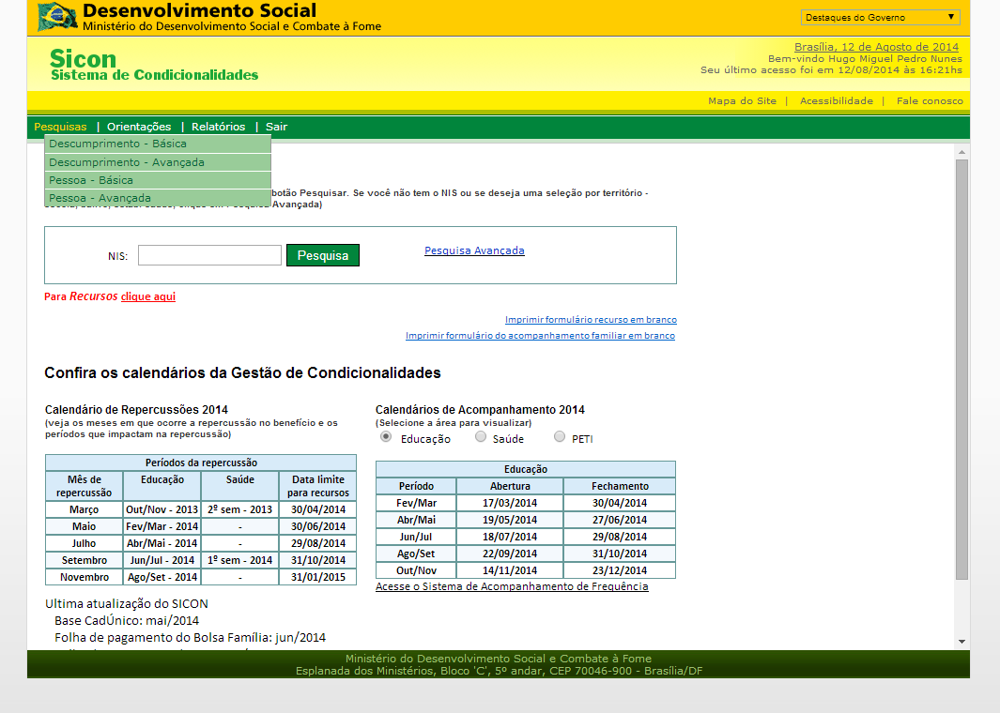 Desenvolvimento Social
Ministério do Desenvolvimento Social e Combate à Fome
Destaques do Governo
Sicon
Sistema de Condicionalidades
Brasília, 12 de Agosto de 2014
Bem-vindo Hugo Miguel Pedro Nunes
Seu último acesso foi em 12/08/2014 às 16:21hs
Mapa do Site | Acessibilidade | Fale conosco
Pesquisas | Orientações | Relatórios | Sair
Descumprimento - Básica
Descumprimento - Avançada
Pessoa - Básica
Pessoa - Avançada
botão Pesquisar. Se você não tem o NIS ou se deseja uma seleção por território -
Avançada)
NIS: Pesquisa Pesquisa Avançada
Para Recursos clique aqui
Imprimir formulário recurso em branco
Imprimir formulário do acompanhamento familiar em branco
Confira os calendários da Gestão de Condicionalidades
Calendário de Repercussões 2014
(veja os meses em que ocorre a repercussão no benefício e os
períodos que impactam na repercussão)
Períodos da repercussão
Mês de repercussão Educação Saúde Data limite para recursos
Março Out/Nov - 2013 2º sem - 2013 30/04/2014
Maio Fev/Mar - 2014 - 30/06/2014
Julho Abr/Mai - 2014 - 29/08/2014
Setembro Jun/Jul - 2014 1º sem - 2014 31/10/2014
Novembro Ago/Set - 2014 - 31/01/2015
Calendários de Acompanhamento 2014
(Selecione a área para visualizar)
Educação Saúde PETI
Educação
Período Abertura Fechamento
Fev/Mar 17/03/2014 30/04/2014
Abr/Mai 19/05/2014 27/06/2014
Jun/Jul 18/07/2014 29/08/2014
Ago/Set 22/09/2014 31/10/2014
Out/Nov 14/11/2014 23/12/2014
Acesse o Sistema de Acompanhamento de Frequência
Ultima atualização do SICON
Base CadÚnico: mai/2014
Folha de pagamento do Bolsa Família: jun/2014
Ministério do Desenvolvimento Social e Combate à Fome
Esplanada dos Ministérios, Bloco 'C', 5º andar, CEP 70046-900 - Brasília/DF